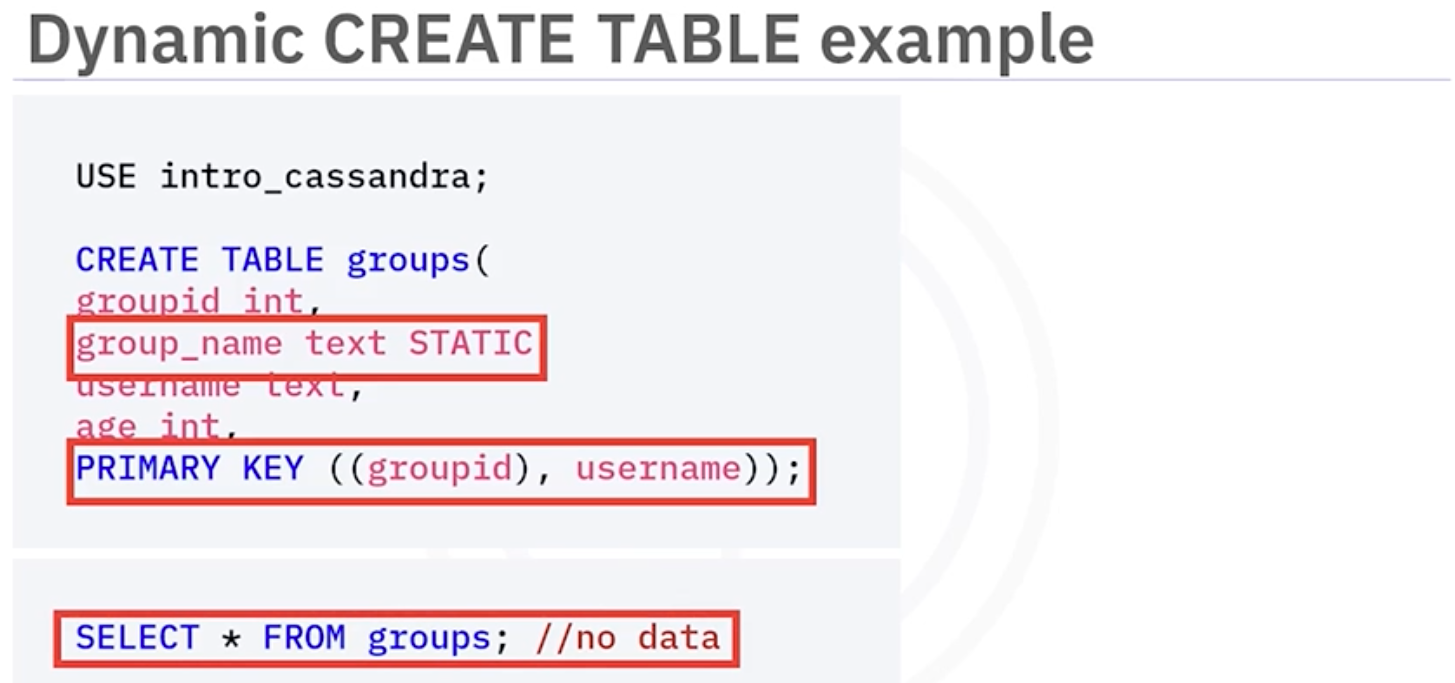 Dynamic CREATE TABLE example
USE intro_cassandra;
CREATE TABLE groups(
groupid int,
group_name text STATIC
username text,
age int,
PRIMARY KEY ((groupid), username));
SELECT * FROM groups; //no data